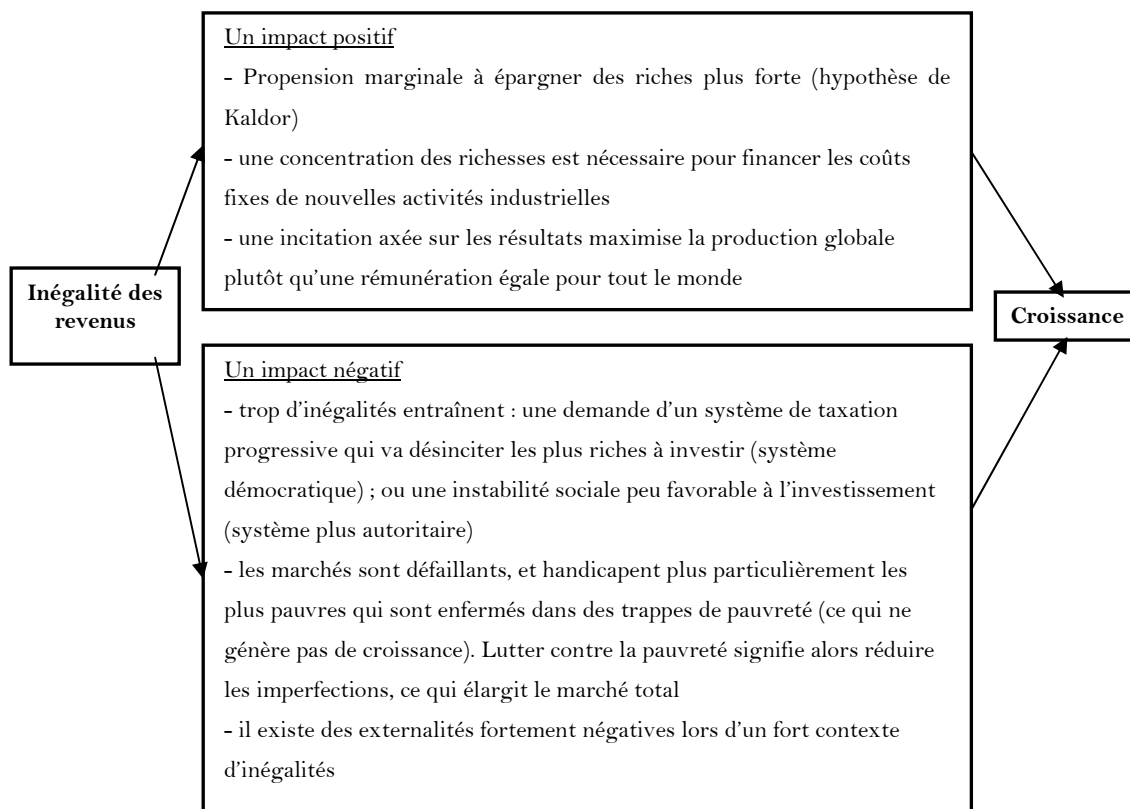 Un impact positif
- Propension marginale à épargner des riches plus forte (hypothèse de
Kaldor)
- une concentration des richesses est nécessaire pour financer les coûts
fixes de nouvelles activités industrielles
- une incitation axée sur les résultats maximise la production globale
plutôt qu'une rémunération égale pour tout le monde
Inégalité des
revenus
Croissance
Un impact négatif
- trop d'inégalités entraînent : une demande d'un système de taxation
progressive qui va désinciter les plus riches à investir (système
démocratique) ; ou une instabilité sociale peu favorable à l'investissement
(système plus autoritaire)
- les marchés sont défaillants, et handicapent plus particulièrement les
plus pauvres qui sont enfermés dans des trappes de pauvreté (ce qui ne
génère pas de croissance). Lutter contre la pauvreté signifie alors réduire
les imperfections, ce qui élargit le marché total
- il existe des externalités fortement négatives lors d'un fort contexte
d'inégalités